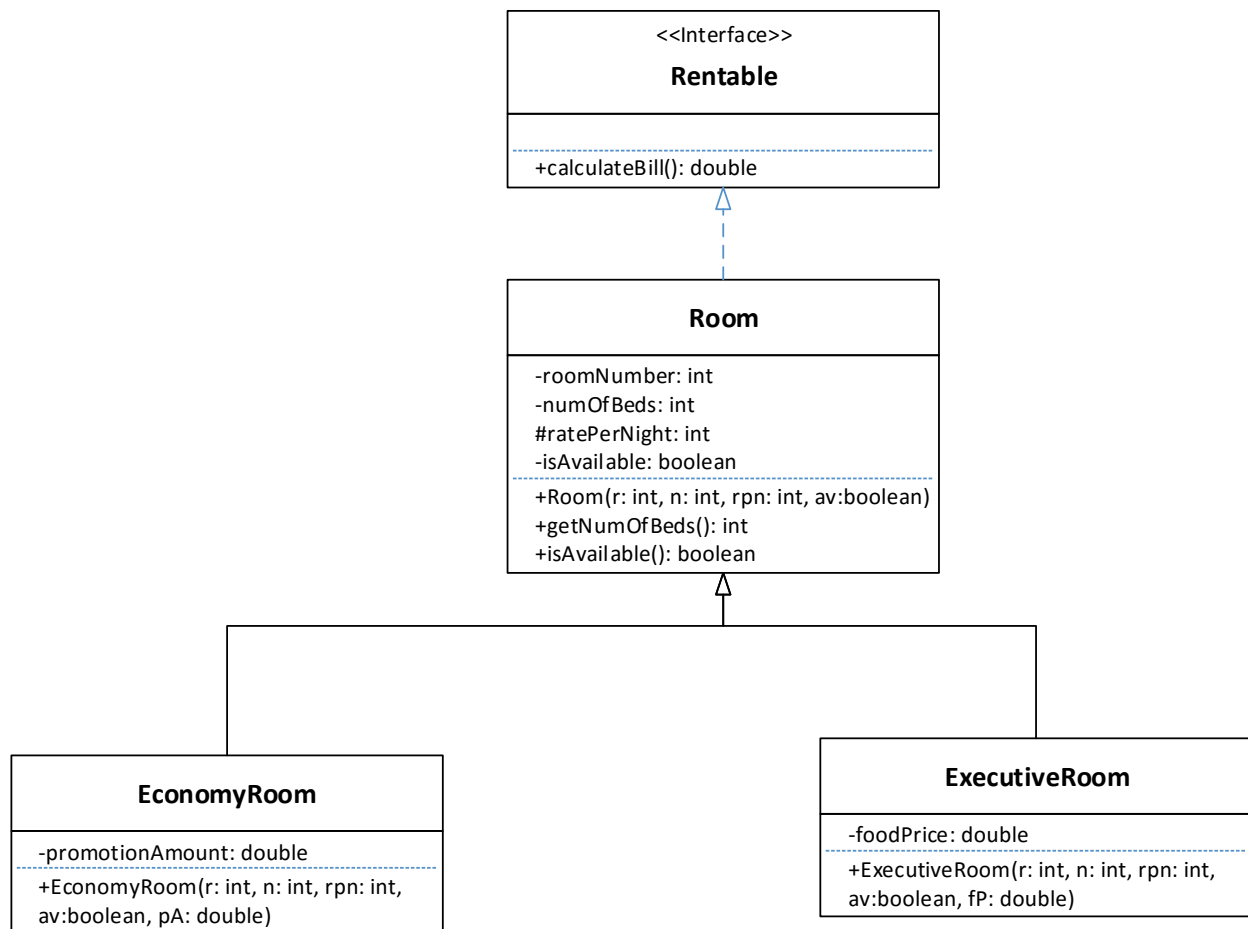 <<Interface>>
Rentable
+calculateBill(): double
Room
-roomNumber: int
-numOfBeds: int
#ratePerNight: int
-isAvailable: boolean
+Room(r: int, n: int, rpn: int, av:boolean)
+getNumOfBeds(): int
+isAvailable(): boolean
EconomyRoom
-promotionAmount: double
+EconomyRoom(r: int, n: int, rpn: int,
av:boolean, pA: double)
ExecutiveRoom
-foodPrice: double
+ExecutiveRoom(r: int, n: int, rpn: int,
av:boolean, fP: double)